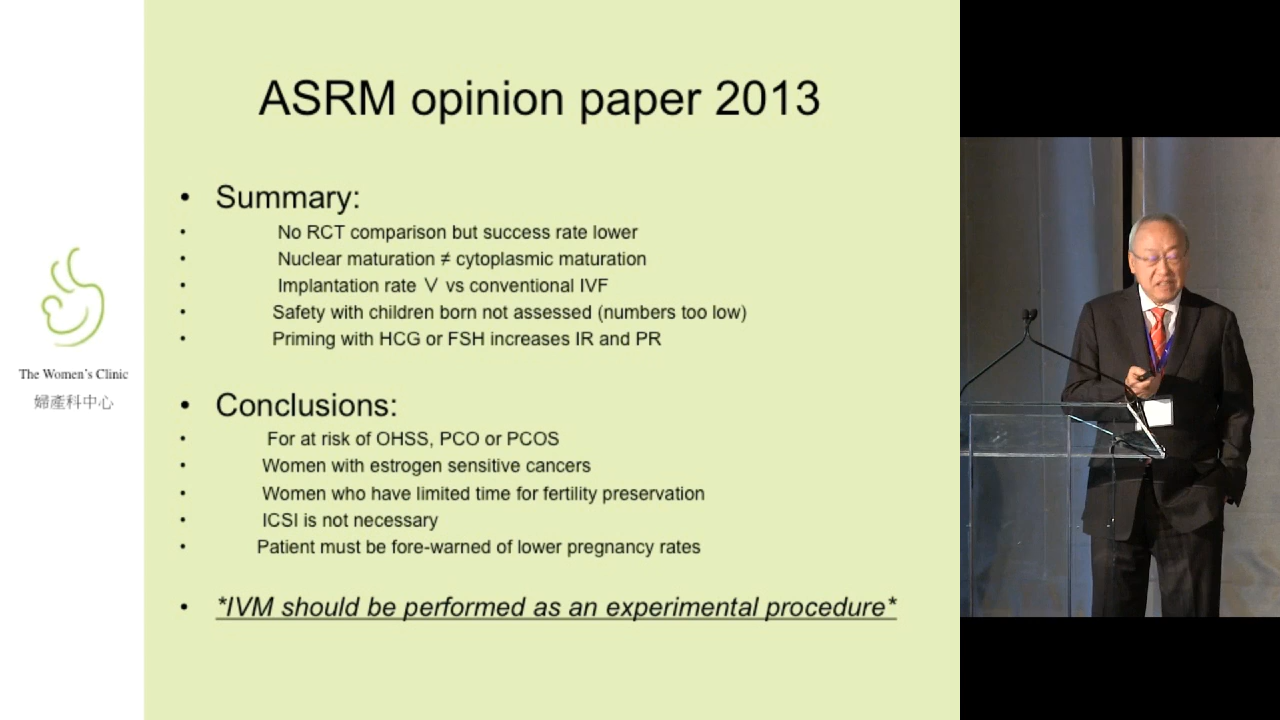 ASRM opinion paper 2013
• Summary:
• No RCT comparison but success rate lower
• Nuclear maturation ≠ cytoplasmic maturation
• Implantation rate ∨ vs conventional IVF
• Safety with children born not assessed (numbers too low)
• Priming with HCG or FSH increases IR and PR
• Conclusions:
• For at risk of OHSS, PCO or PCOS
• Women with estrogen sensitive cancers
• Women who have limited time for fertility preservation
• ICSI is not necessary
• Patient must be fore-warned of lower pregnancy rates
• *IVM should be performed as an experimental procedure*
The Women's Clinic
婦產科中心